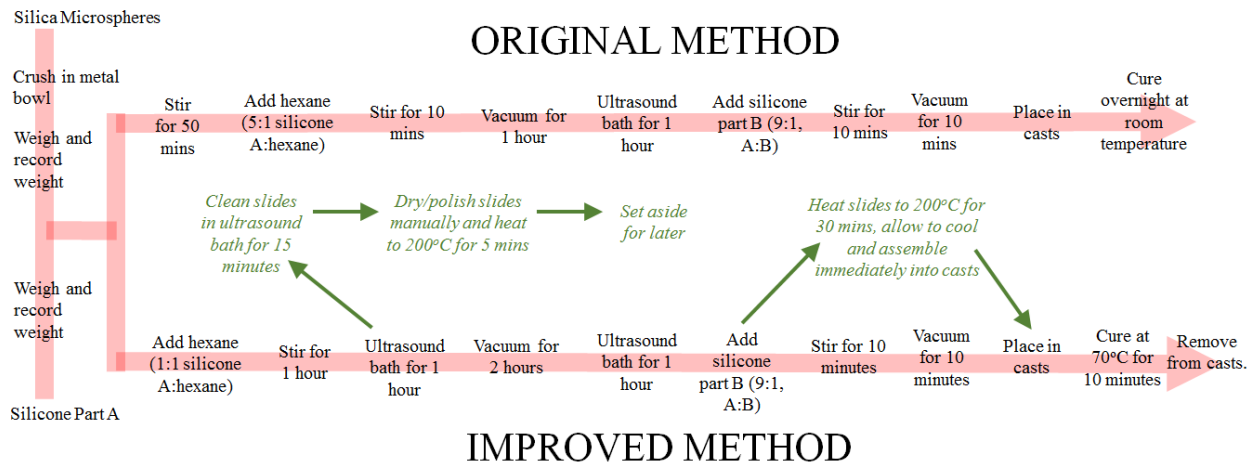 Silica Microspheres
ORIGINAL METHOD
Crush in metal
bowl
Weigh and
record
weight
Stir
for 50
mins
Add hexane
(5:1 silicone
A:hexane)
Stir for 10
mins
Vacuum for
1 hour
Ultrasound
bath for 1
hour
Add silicone
part B (9:1,
A:B)
Stir for
10 mins
Vacuum
for 10
mins
Place in
casts
Cure
overnight at
room
temperature
Clean slides
in ultrasound
bath for 15
minutes
Dry/polish slides
manually and heat
to 200°C for 5 mins
Set aside
for later
Heat slides to 200°C for
30 mins, allow to cool
and assemble
immediately into casts
Weigh and
record
weight
Add hexane
(1:1 silicone
A:hexane)
Stir for
1 hour
Ultrasound
bath for 1
hour
Vacuum for
2 hours
Ultrasound
bath for 1
hour
Add
silicone
part B (9:1,
A:B)
Stir for 10
minutes
Vacuum
for 10
minutes
Place in
casts
Cure at
70°C for
10 minutes
Remove
from casts.
Silicone Part A
IMPROVED METHOD